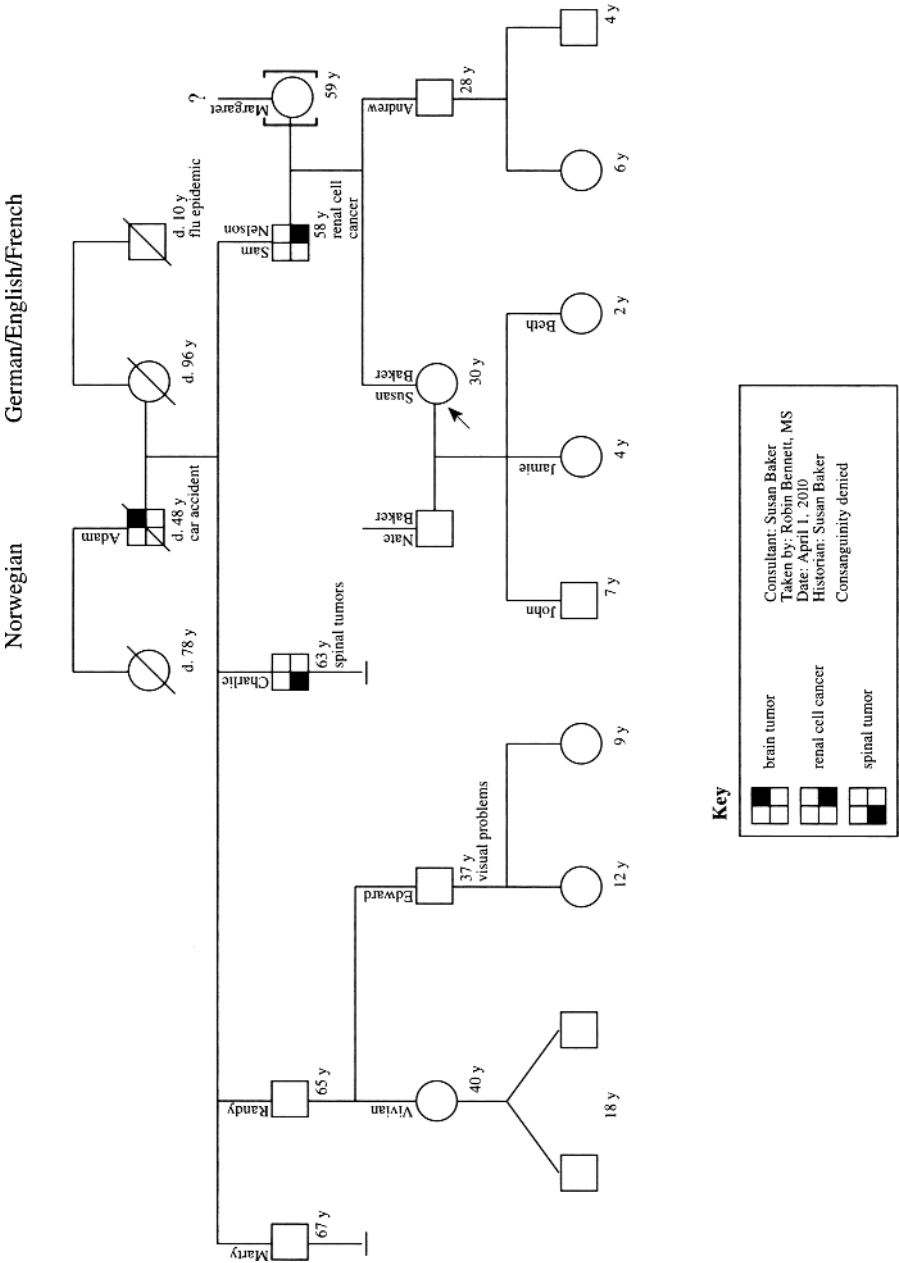 Norwegian
German/English/French
d. 78 y
Adam
d. 48 y
car accident
d. 96 y
d. 10 y
flu epidemic
Marty
67 y
Randy
65 y
Charlie
63 y
spinal tumors
Sam
Nelson
58 y
renal cell
cancer
?
Margaret
59 y
Vivian
40 y
Edward
37 y
visual problems
Nate
Baker
Susan
Baker
30 y
Andrew
28 y
18 y
12 y
9 y
John
7 y
Jamie
4 y
Beth
2 y
6 y
4 y
Key
brain tumor
renal cell cancer
spinal tumor
Consultant: Susan Baker
Taken by: Robin Bennett, MS
Date: April 1, 2010
Historian: Susan Baker
Consanguinity denied